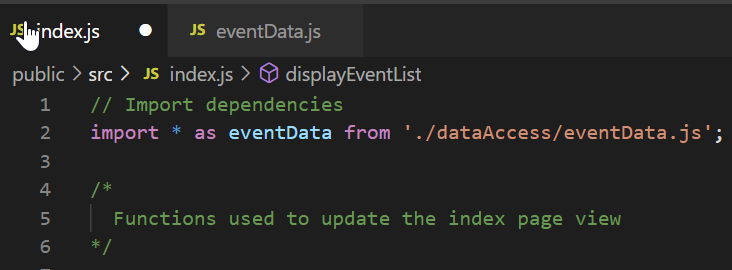 JS index.js ● JS eventData.js
public > src > JS index.js > displayEventList
1 // Import dependencies
2 import * as eventData from './dataAccess/eventData.js';
3
4 /*
5 Functions used to update the index page view
6 */